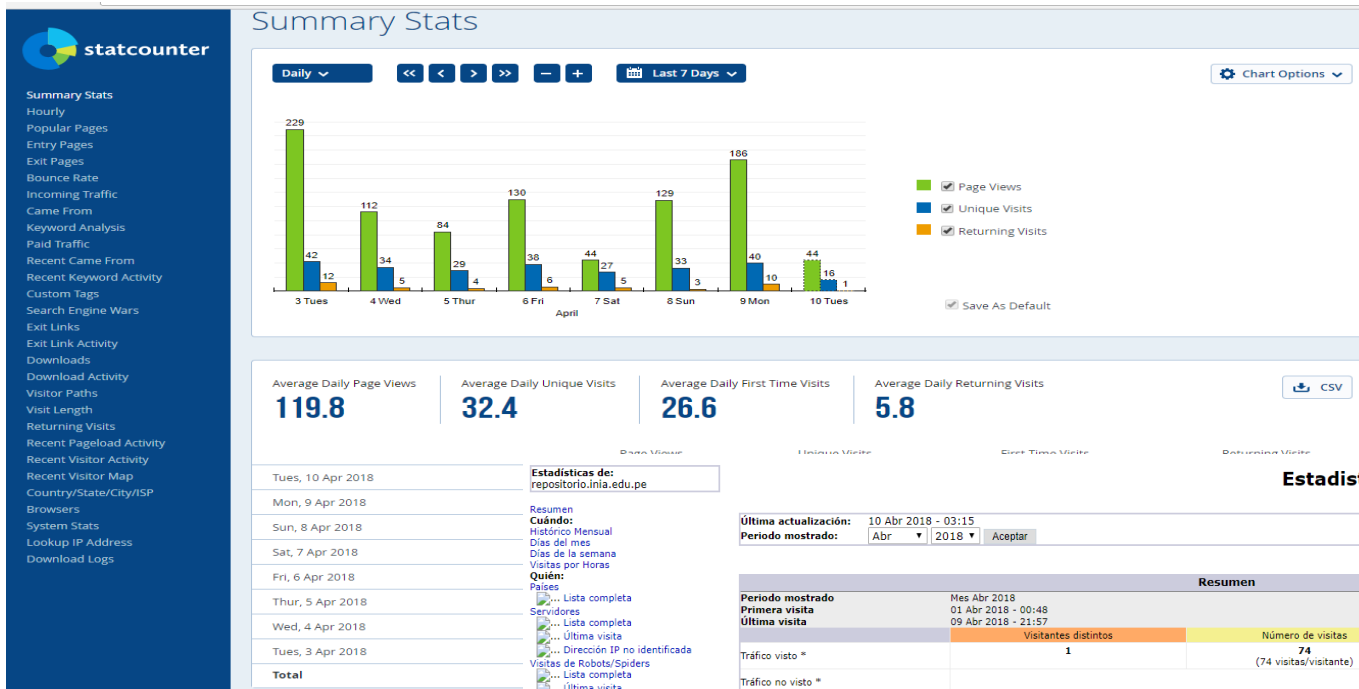 Summary Stats
statcounter
Summary Stats
Hourly
Popular Pages
Entry Pages
Exit Pages
Bounce Rate
Incoming Traffic
Came From
Keyword Analysis
Paid Traffic
Recent Came From
Recent Keyword Activity
Custom Tags
Search Engine Wars
Exit Links
Exit Link Activity
Downloads
Download Activity
Visitor Paths
Visit Length
Returning Visits
Recent Pageload Activity
Recent Visitor Activity
Recent Visitor Map
Country/State/City/ISP
Browsers
System Stats
Lookup IP Address
Download Logs
Daily << < > >> − + Last 7 Days Chart Options
229 112 84 130 44 129 186 44
42 34 29 38 27 33 40 16
12 5 4 6 5 3 10 1
3 Tues 4 Wed 5 Thur 6 Fri 7 Sat 8 Sun 9 Mon 10 Tues
April
Page Views
Unique Visits
Returning Visits
Save As Default
Average Daily Page Views Average Daily Unique Visits Average Daily First Time Visits Average Daily Returning Visits
119.8 32.4 26.6 5.8
CSV
Page Views Unique Visits First Time Visits Returning Visits
Tues, 10 Apr 2018
Mon, 9 Apr 2018
Sun, 8 Apr 2018
Sat, 7 Apr 2018
Fri, 6 Apr 2018
Thur, 5 Apr 2018
Wed, 4 Apr 2018
Tues, 3 Apr 2018
Total
Estadísticas de:
repositorio.inia.edu.pe
Resumen
Cuándo:
Histórico Mensual
Días del mes
Días de la semana
Visitas por Horas
Quién:
Países
... Lista completa
Servidores
... Lista completa
... Última visita
... Dirección IP no identificada
Visitas de Robots/Spiders
... Lista completa
... Última visita
Estadis
Última actualización: 10 Abr 2018 - 03:15
Periodo mostrado: Abr 2018 Aceptar
Resumen
Periodo mostrado Mes Abr 2018
Primera visita 01 Abr 2018 - 00:48
Última visita 09 Abr 2018 - 21:57
Visitantes distintos Número de visitas
Tráfico visto * 1 74
(74 visitas/visitante)
Tráfico no visto *